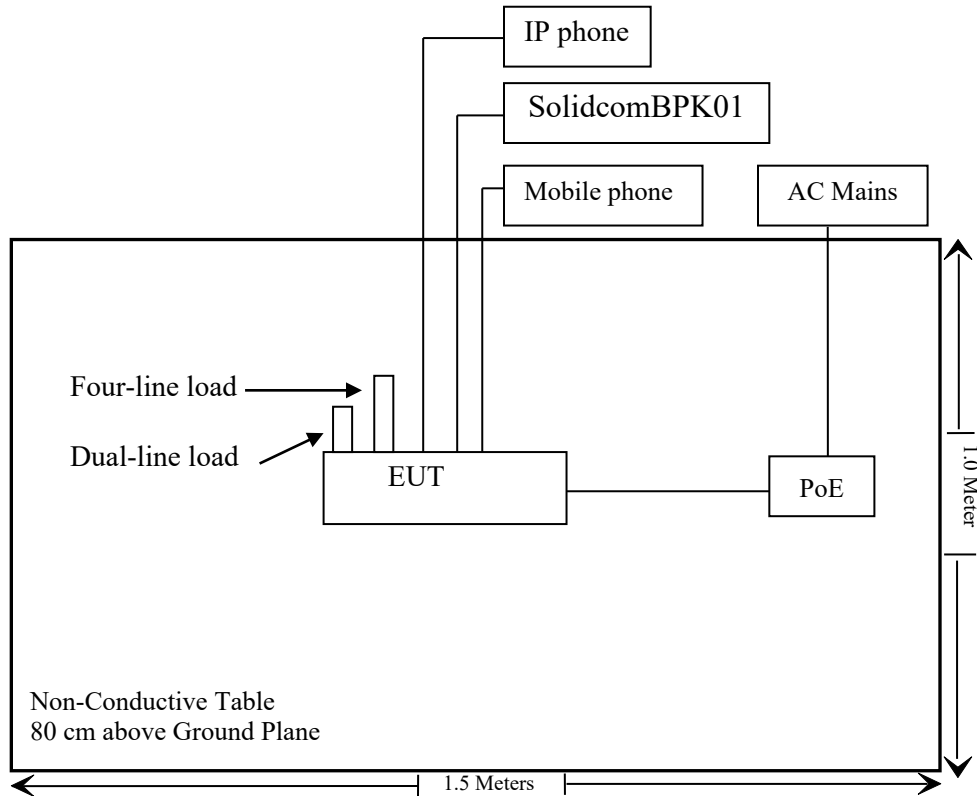 IP phone
SolidcomBPK01
Mobile phone
AC Mains
Four-line load
Dual-line load
EUT
PoE
1.0 Meter
Non-Conductive Table
80 cm above Ground Plane
1.5 Meters